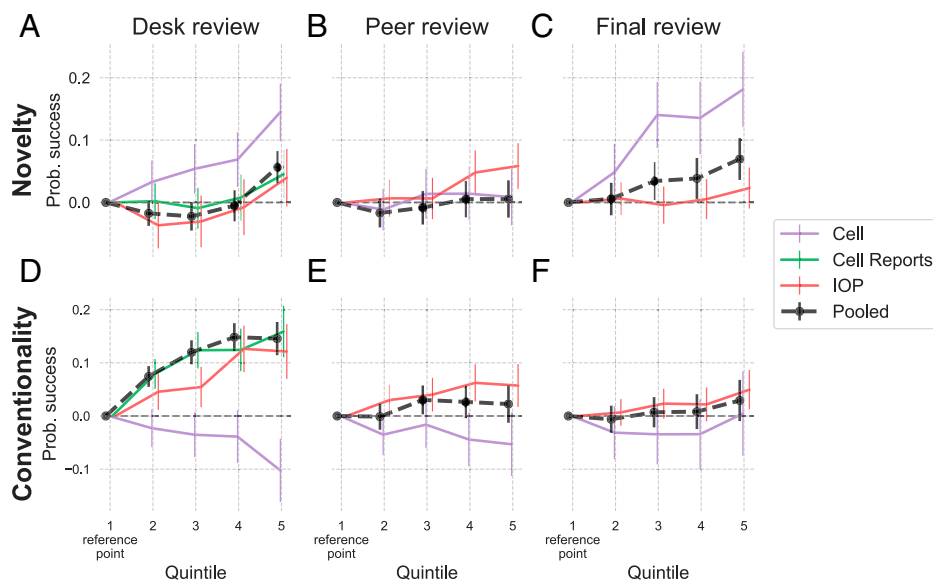 A Desk review
B Peer review
C Final review
Novelty
Prob. success
0.2
0.1
0.0
Cell
Cell Reports
IOP
Pooled
D
E
F
Conventionality
Prob. success
0.2
0.1
0.0
−0.1
1 2 3 4 5
reference
point
Quintile
1 2 3 4 5
reference
point
Quintile
1 2 3 4 5
reference
point
Quintile